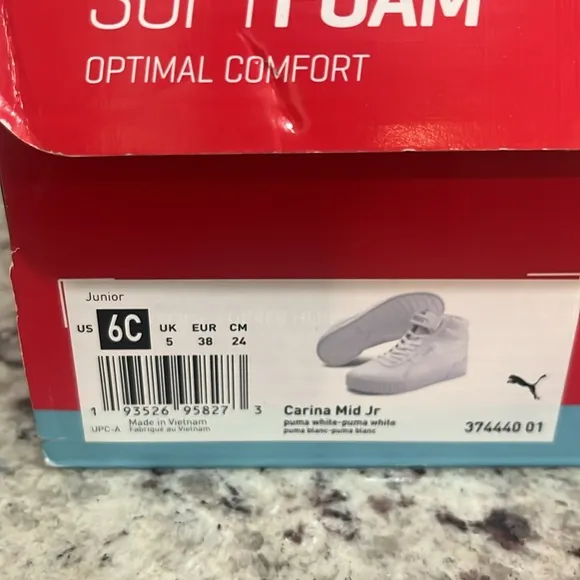 SOFTFOAM
OPTIMAL COMFORT
Junior
US 6C UK 5 EUR 38 CM 24
1 93526 95827 3
UPC-A Made in Vietnam
Fabriqué au Vietnam
Carina Mid Jr
puma white-puma white
puma blanc-puma blanc
374440 01